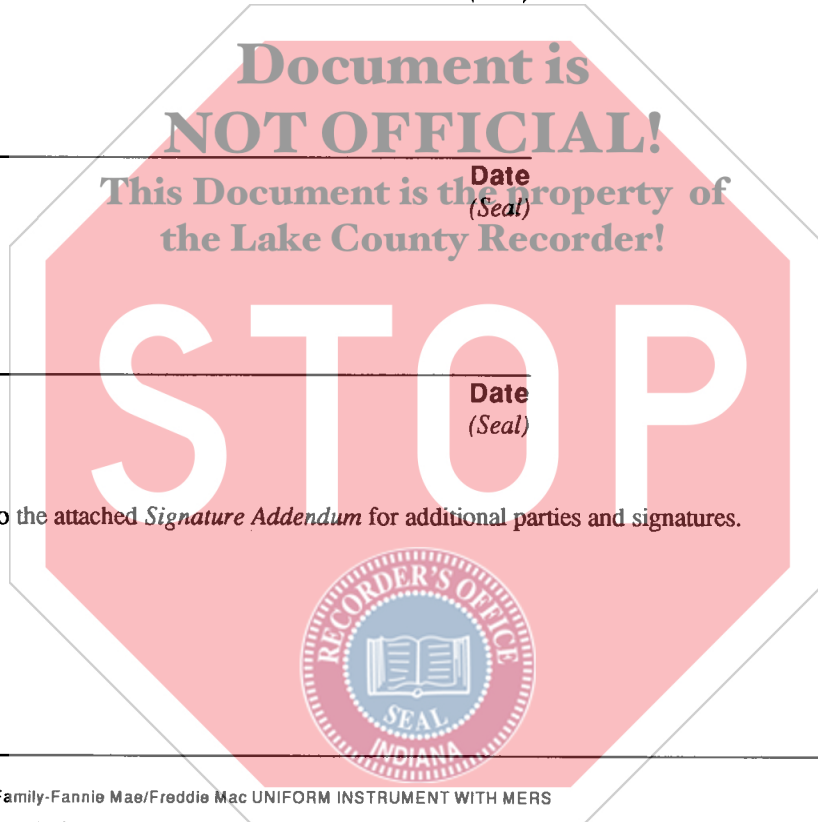 Document is
NOT OFFICIAL!
Date
This Document is the property of
(Seal)
the Lake County Recorder!
STOP
Date
(Seal)
the attached Signature Addendum for additional parties and signatures.
RECORDER'S OFFICE
SEAL
INDIANA
Family-Fannie Mae/Freddie Mac UNIFORM INSTRUMENT WITH MERS